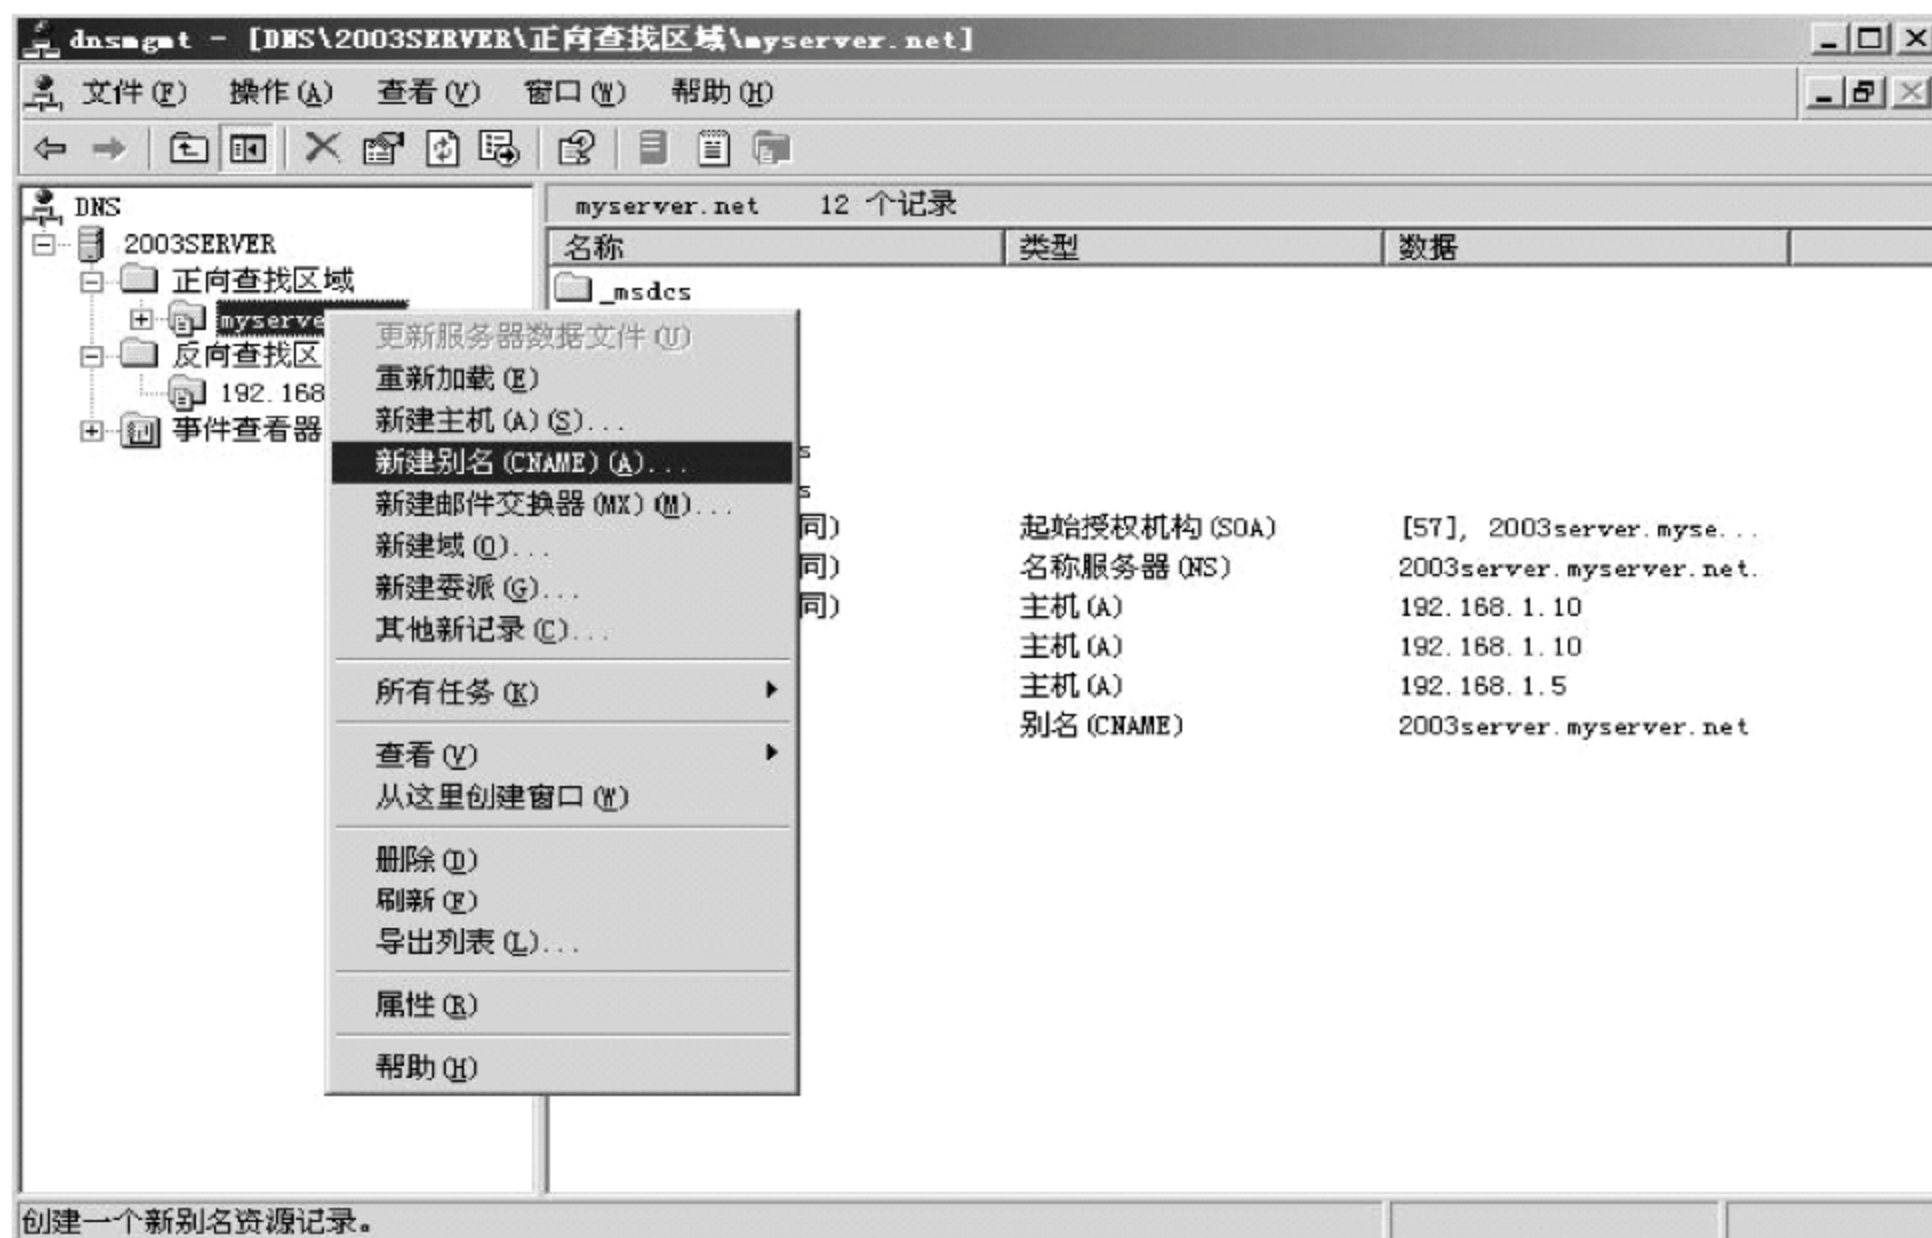 dnsmgmt - [DNS\2003SERVER\正向查找区域\myserver.net]
文件(F) 操作(A) 查看(V) 窗口(W) 帮助(H)
DNS
2003SERVER
正向查找区域
myserve
反向查找区
192.168
事件查看器
myserver.net 12 个记录
名称 类型 数据
_msdcs
s
s
同) 起始授权机构(SOA) [57], 2003server.myse...
同) 名称服务器(NS) 2003server.myserver.net.
同) 主机(A) 192.168.1.10
主机(A) 192.168.1.10
主机(A) 192.168.1.5
别名(CNAME) 2003server.myserver.net
更新服务器数据文件(U)
重新加载(E)
新建主机(A)(S)...
新建别名(CNAME)(A)...
新建邮件交换器(MX)(M)...
新建域(O)...
新建委派(G)...
其他新记录(C)...
所有任务(K)
查看(V)
从这里创建窗口(W)
删除(D)
刷新(F)
导出列表(L)...
属性(R)
帮助(H)
创建一个新别名资源记录。